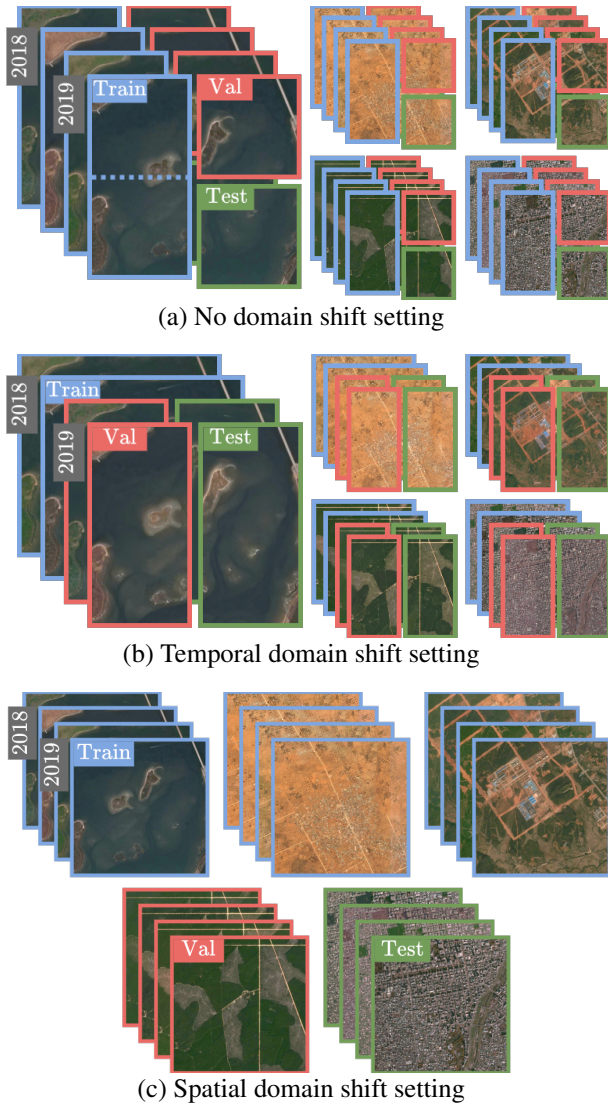 2018
2019
Train
Val
Test
(a) No domain shift setting
2018
Train
2019
Val
Test
(b) Temporal domain shift setting
2018
2019
Train
Val
Test
(c) Spatial domain shift setting